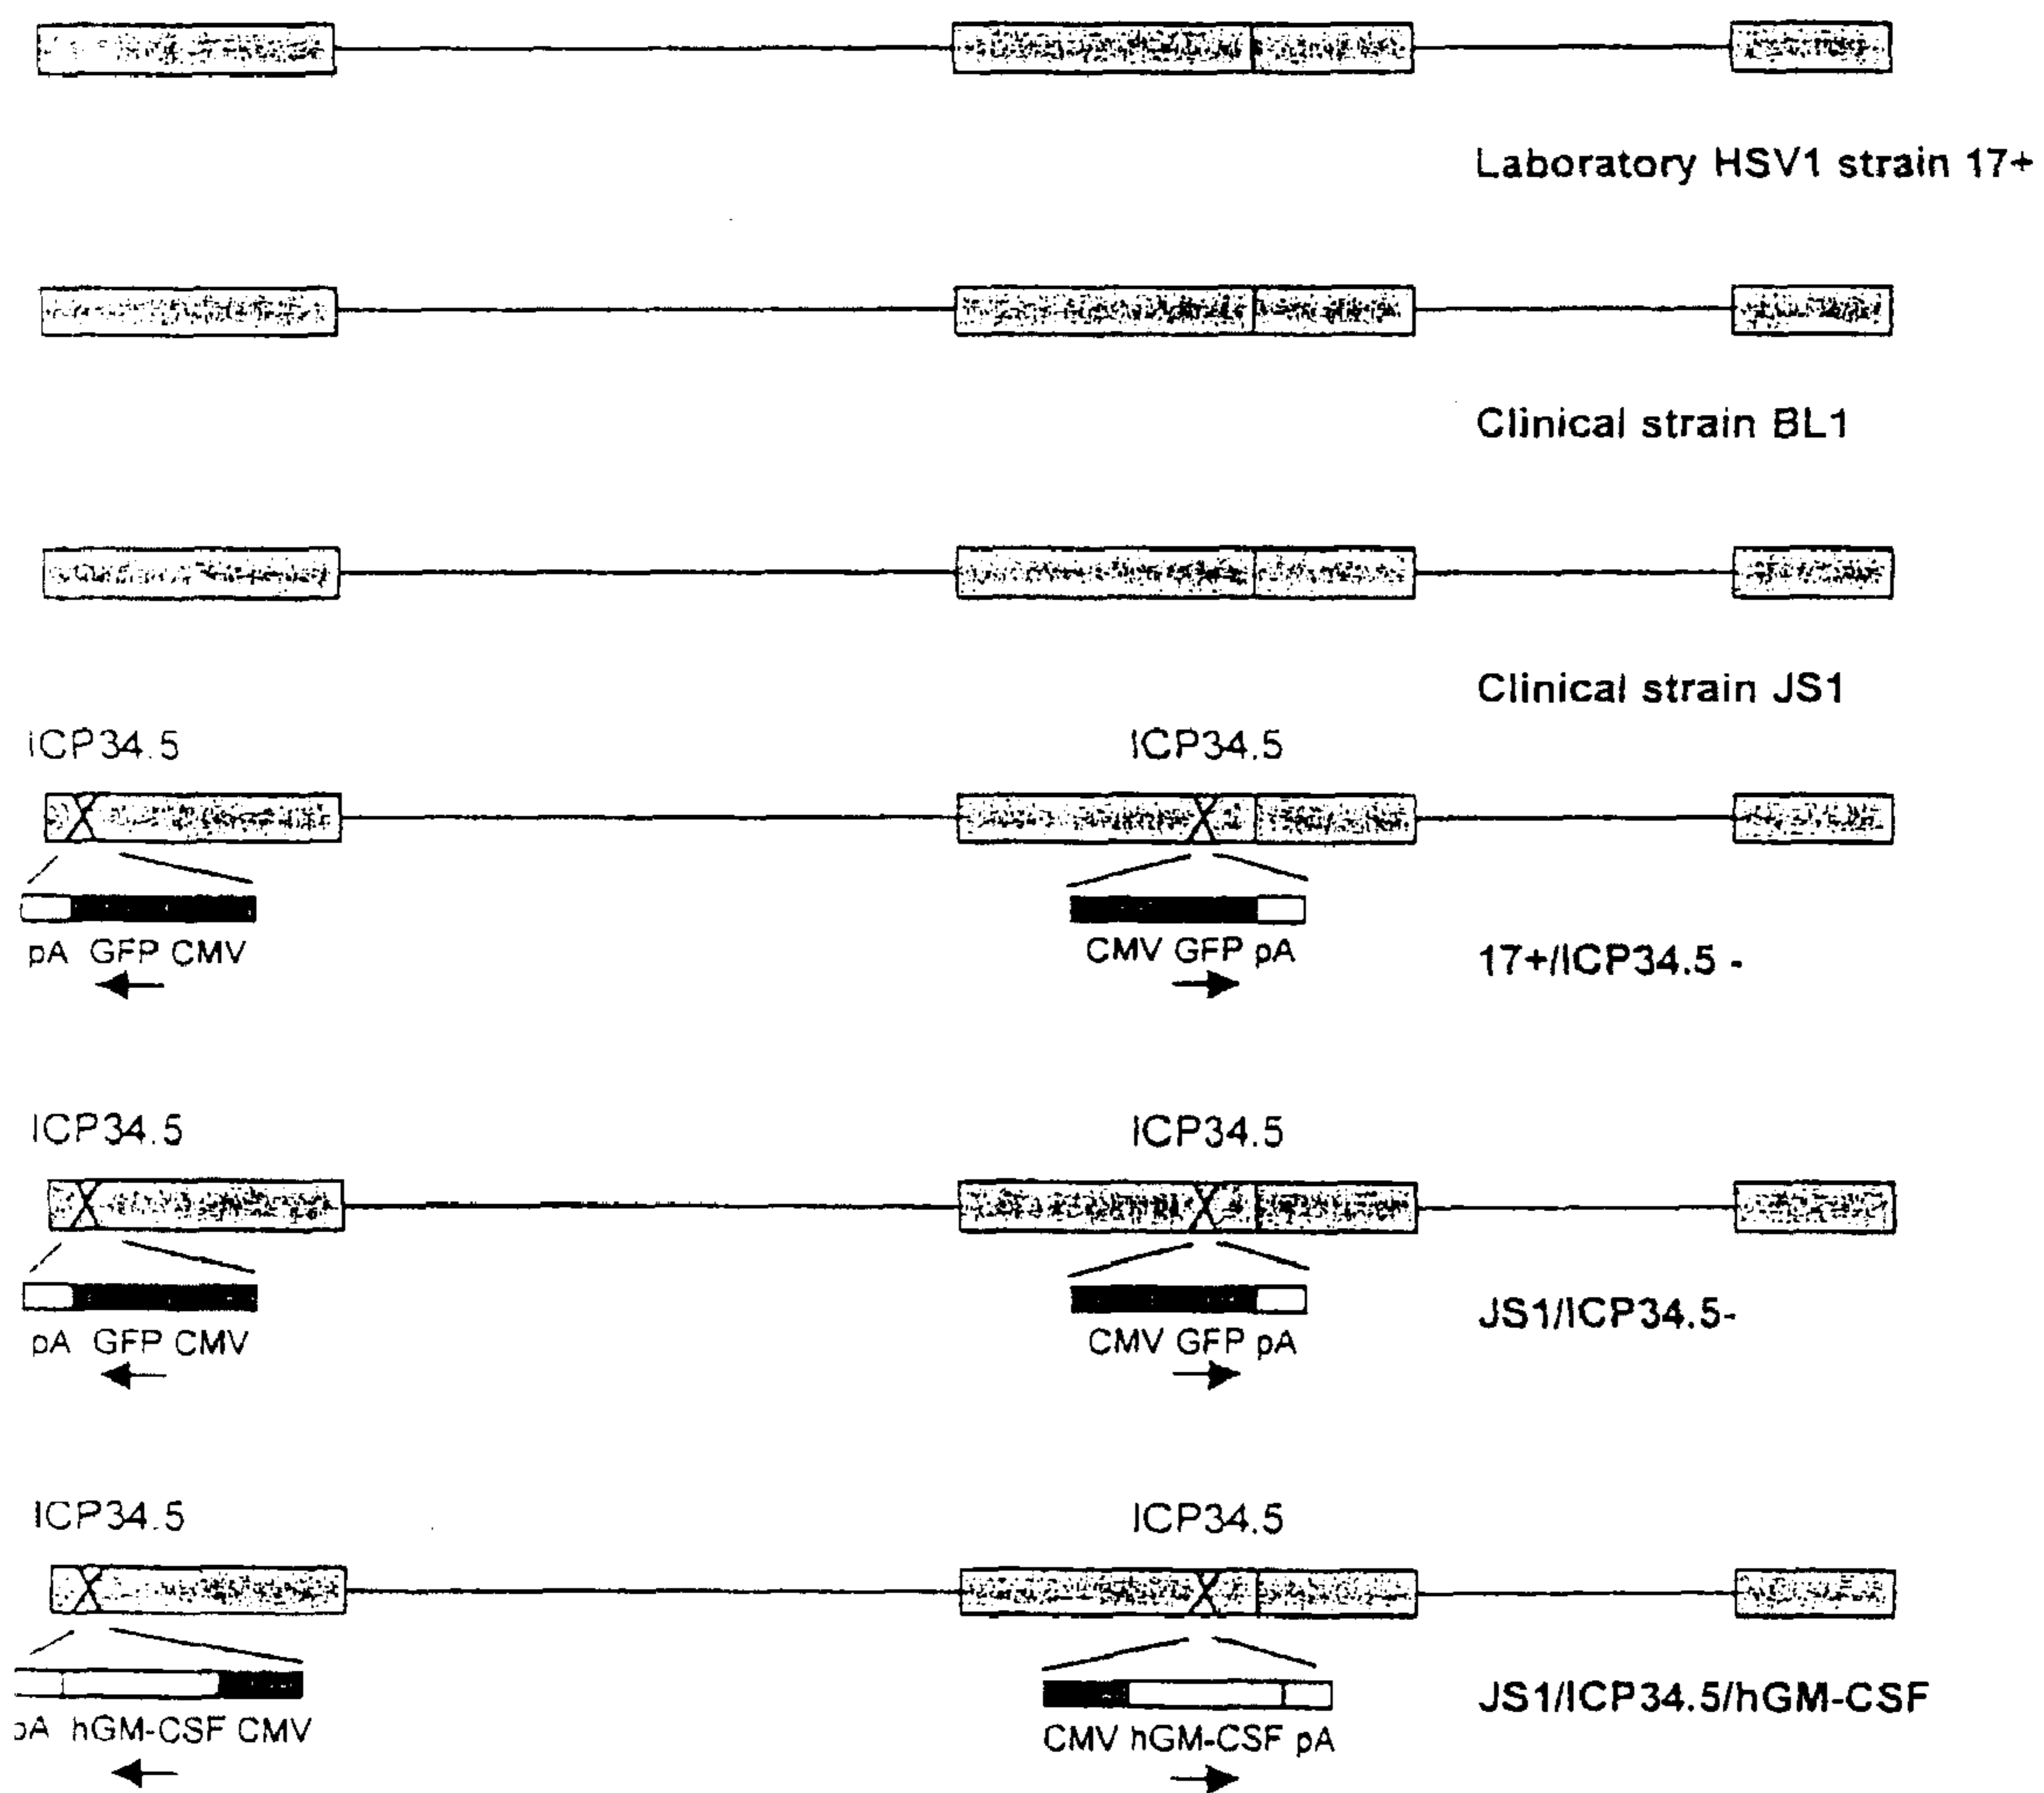 Laboratory HSV1 strain 17+
Clinical strain BL1
Clinical strain JS1
ICP34.5 ICP34.5
pA GFP CMV CMV GFP pA
17+/ICP34.5 -
ICP34.5 ICP34.5
pA GFP CMV CMV GFP pA
JS1/ICP34.5-
ICP34.5 ICP34.5
pA hGM-CSF CMV CMV hGM-CSF pA
JS1/ICP34.5/hGM-CSF